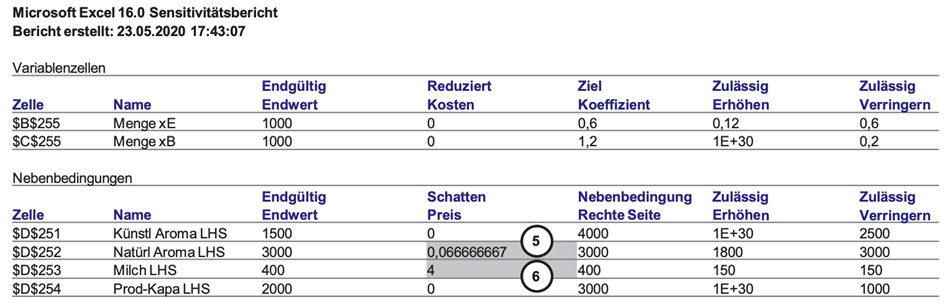 Microsoft Excel 16.0 Sensitivitätsbericht
Bericht erstellt: 23.05.2020 17:43:07
Variablenzellen
Endgültig Reduziert Ziel Zulässig Zulässig
Zelle Name Endwert Kosten Koeffizient Erhöhen Verringern
$B$255 Menge xE 1000 0 0,6 0,12 0,6
$C$255 Menge xB 1000 0 1,2 1E+30 0,2
Nebenbedingungen
Endgültig Schatten Nebenbedingung Zulässig Zulässig
Zelle Name Endwert Preis Rechte Seite Erhöhen Verringern
$D$251 Künstl Aroma LHS 1500 0 4000 1E+30 2500
$D$252 Natürl Aroma LHS 3000 0,066666667 5 3000 1800 3000
$D$253 Milch LHS 400 4 6 400 150 150
$D$254 Prod-Kapa LHS 2000 0 3000 1E+30 1000